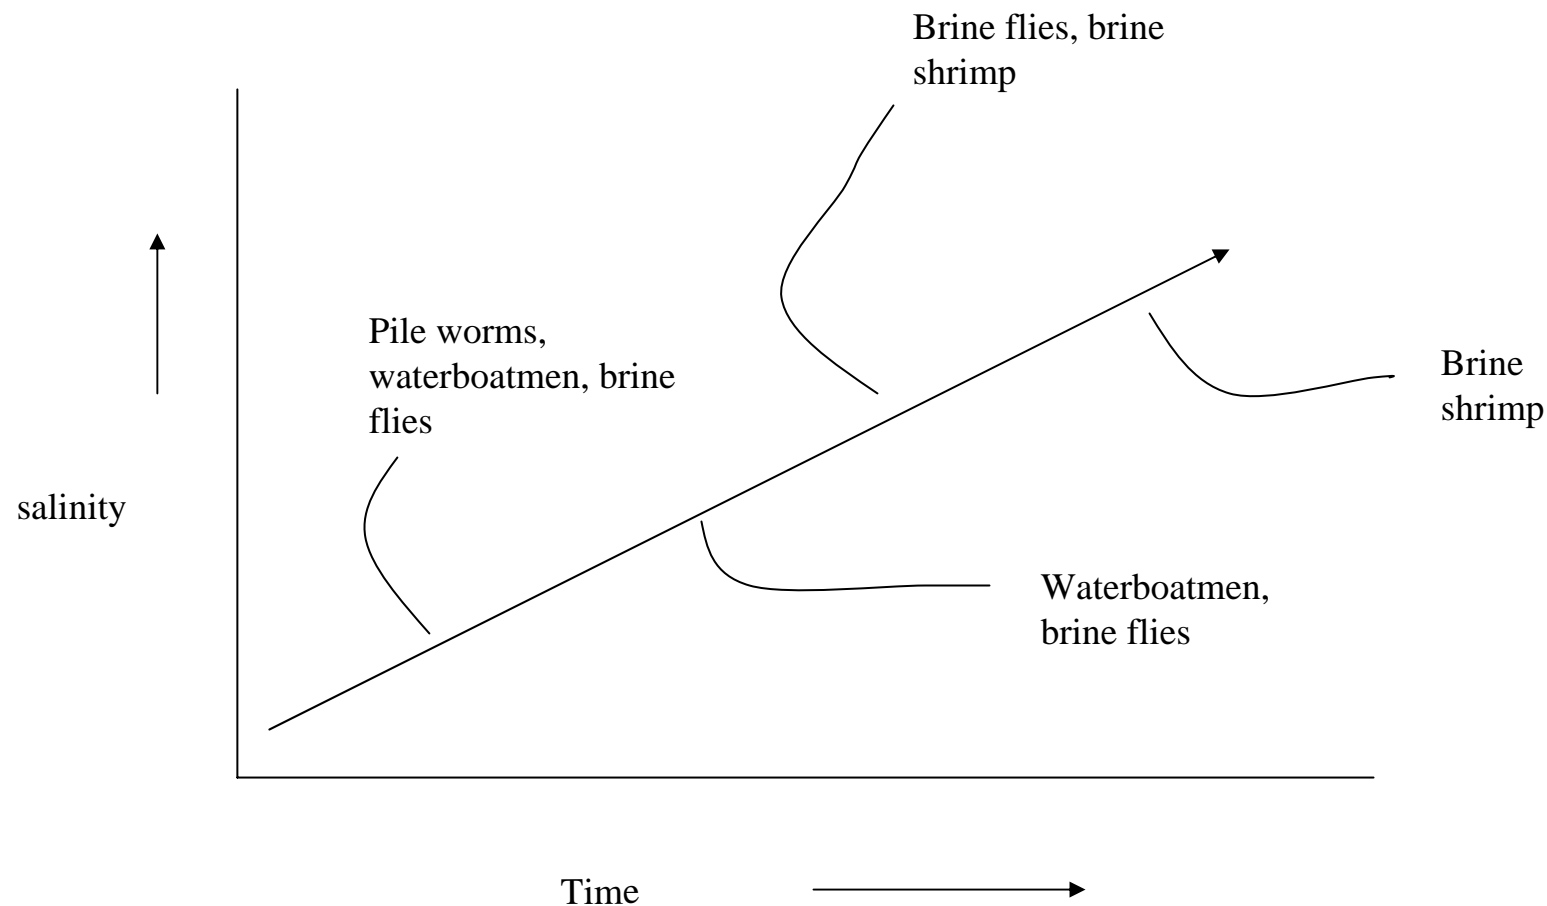 Brine flies, brine
shrimp
Pile worms,
waterboatmen, brine
flies
Brine
shrimp
salinity
Waterboatmen,
brine flies
Time